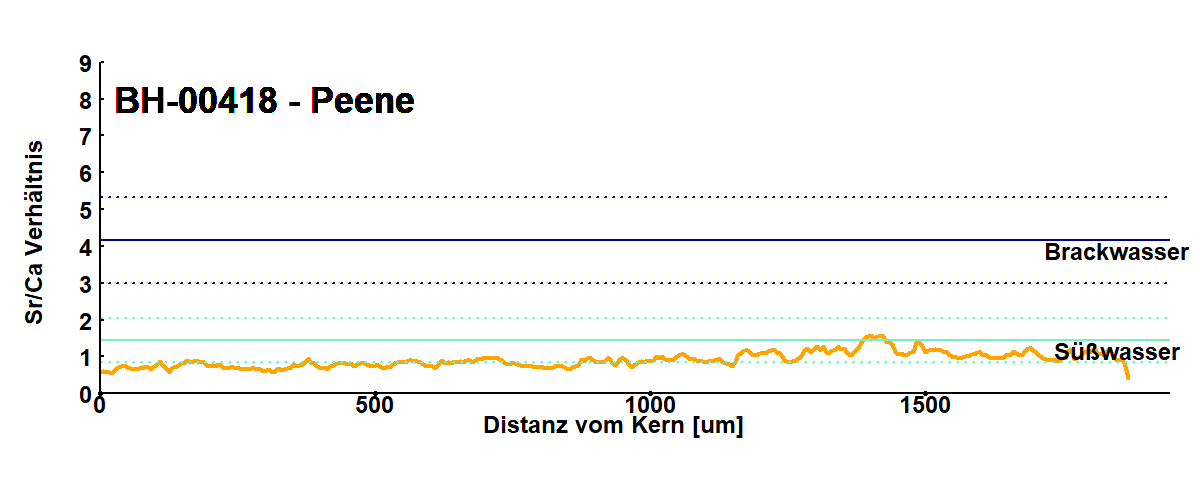 9
BH-00418 - Peene
8
7
6
5
4
3
2
1
0
Sr/Ca Verhältnis
Brackwasser
Süßwasser
0 500 1000 1500
Distanz vom Kern [um]